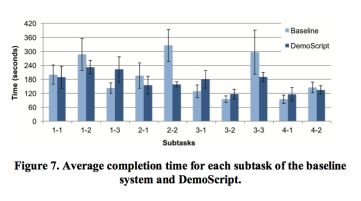 420
360
300
240
180
120
60
0
Time (seconds)
Baseline
DemoScript
1-1 1-2 1-3 2-1 2-2 3-1 3-2 3-3 4-1 4-2
Subtasks
Figure 7. Average completion time for each subtask of the baseline
system and DemoScript.